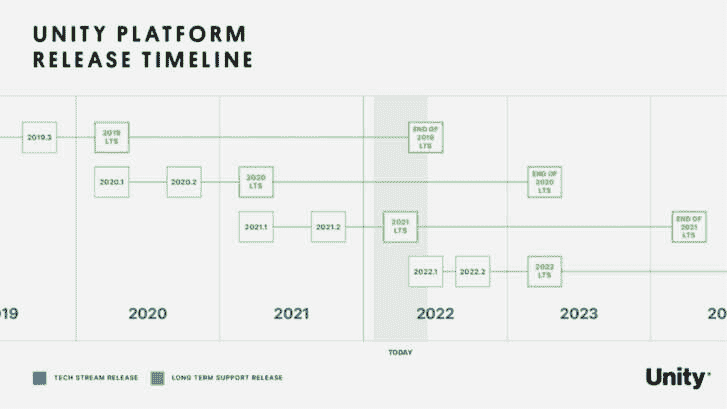 UNITY PLATFORM
RELEASE TIMELINE
2019.3
2019
LTS
END OF
2019
LTS
2020.1
2020.2
2020
LTS
END OF
2020
LTS
2021.1
2021.2
2021
LTS
END OF
2021
LTS
2022.1
2022.2
2022
LTS
19
2020
2021
2022
2023
20
TODAY
TECH STREAM RELEASE
LONG TERM SUPPORT RELEASE
Unity